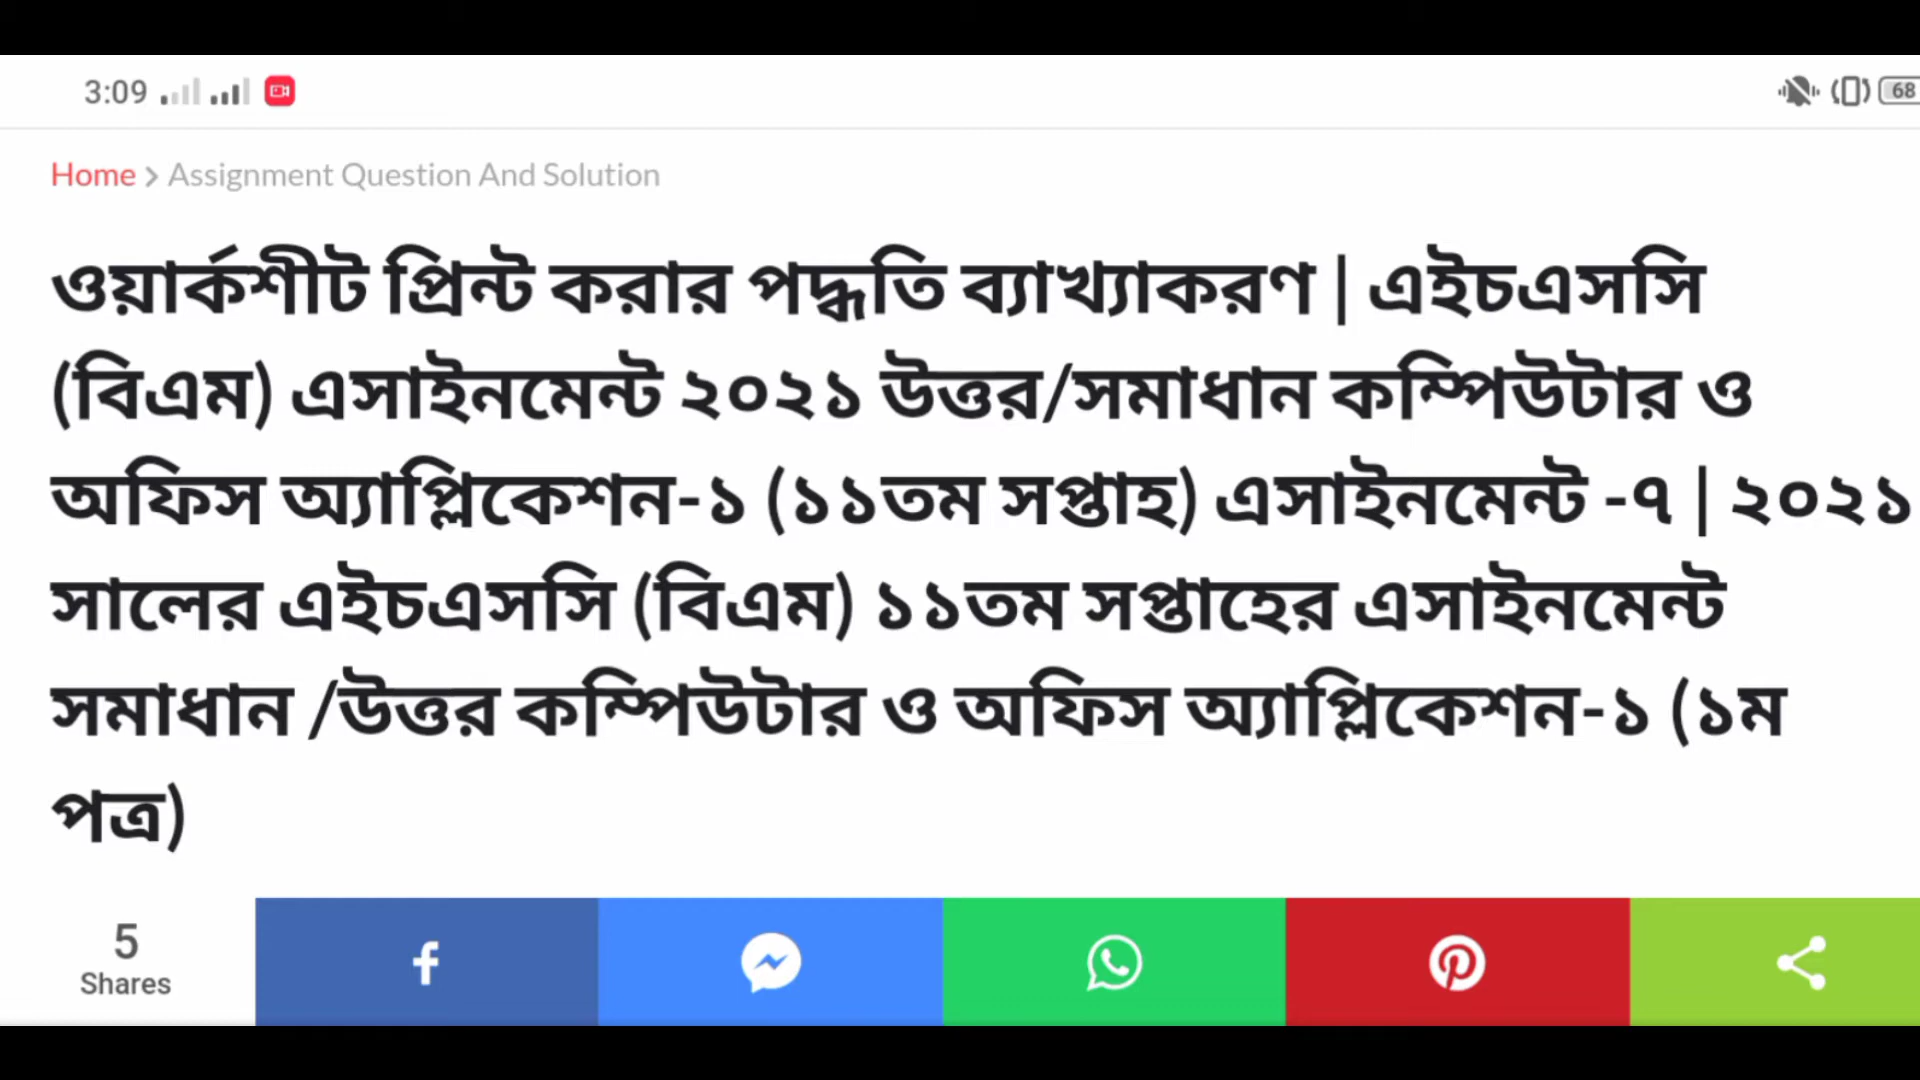 3:09
68
Home > Assignment Question And Solution
ওয়ার্কশীট প্রিন্ট করার পদ্ধতি ব্যাখ্যাকরণ | এইচএসসি
(বিএম) এসাইনমেন্ট ২০২১ উত্তর/সমাধান কম্পিউটার ও
অফিস অ্যাপ্লিকেশন-১ (১১তম সপ্তাহ) এসাইনমেন্ট -৭ | ২০২১
সালের এইচএসসি (বিএম) ১১তম সপ্তাহের এসাইনমেন্ট
সমাধান /উত্তর কম্পিউটার ও অফিস অ্যাপ্লিকেশন-১ (১ম
পত্র)
5
Shares